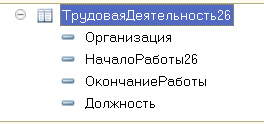 ТрудоваяДеятельность26
Организация
НачалоРаботы26
ОкончаниеРаботы
Должность